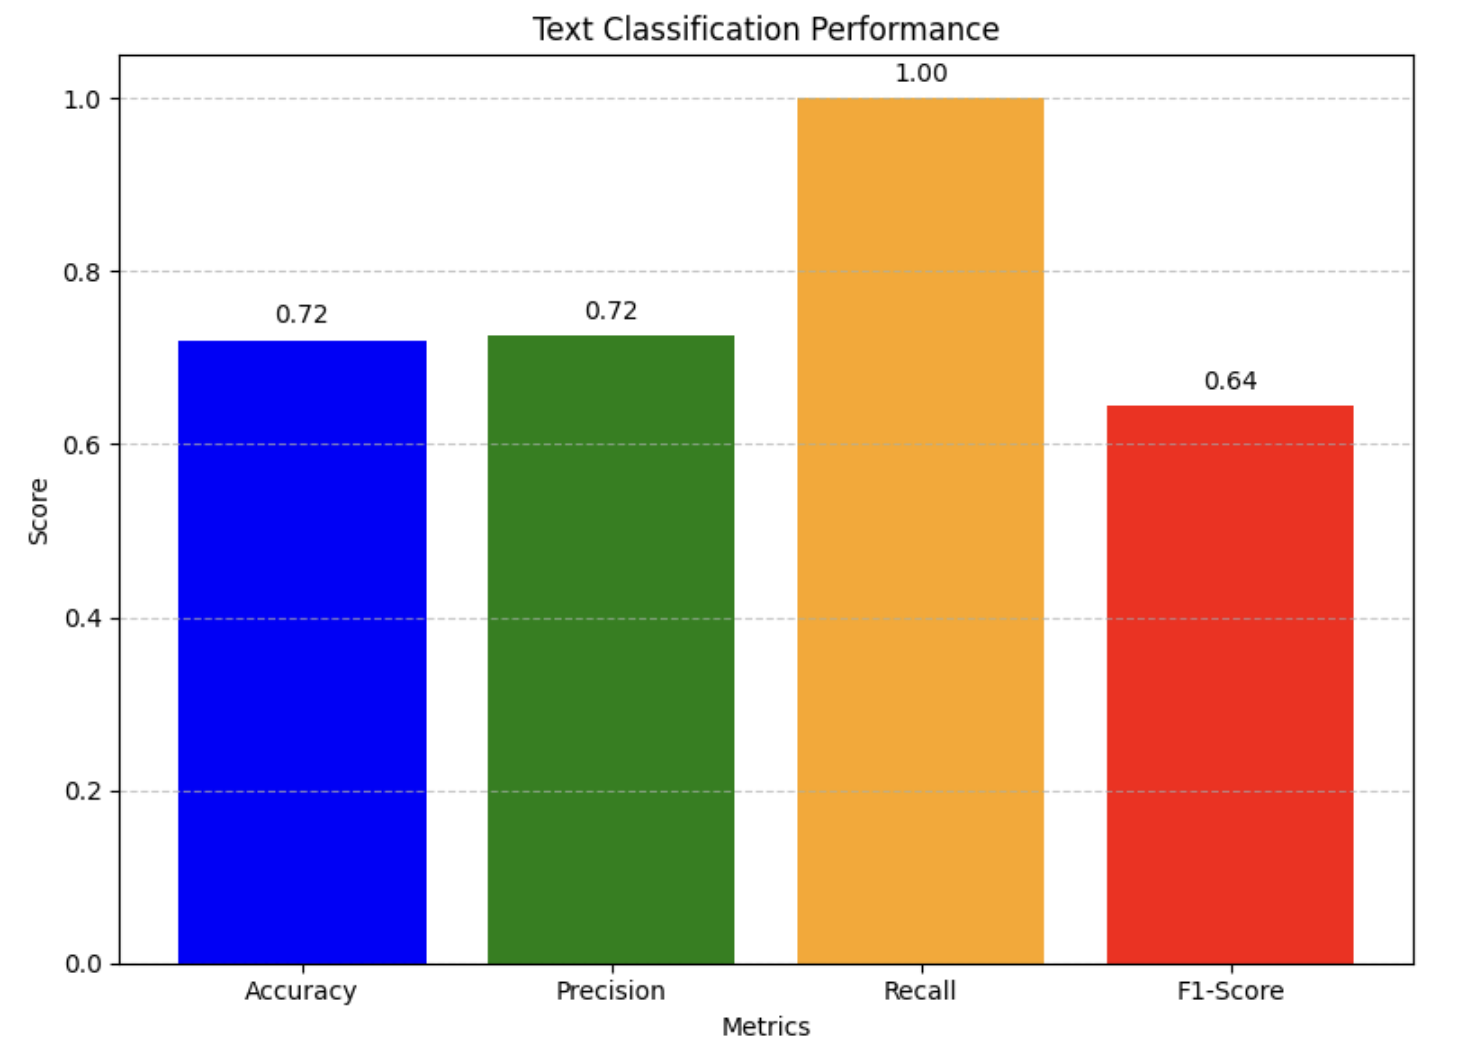 Text Classification Performance
1.00
1.0
0.8
0.72
0.72
0.64
0.6
Score
0.4
0.2
0.0
Accuracy Precision Recall F1-Score
Metrics